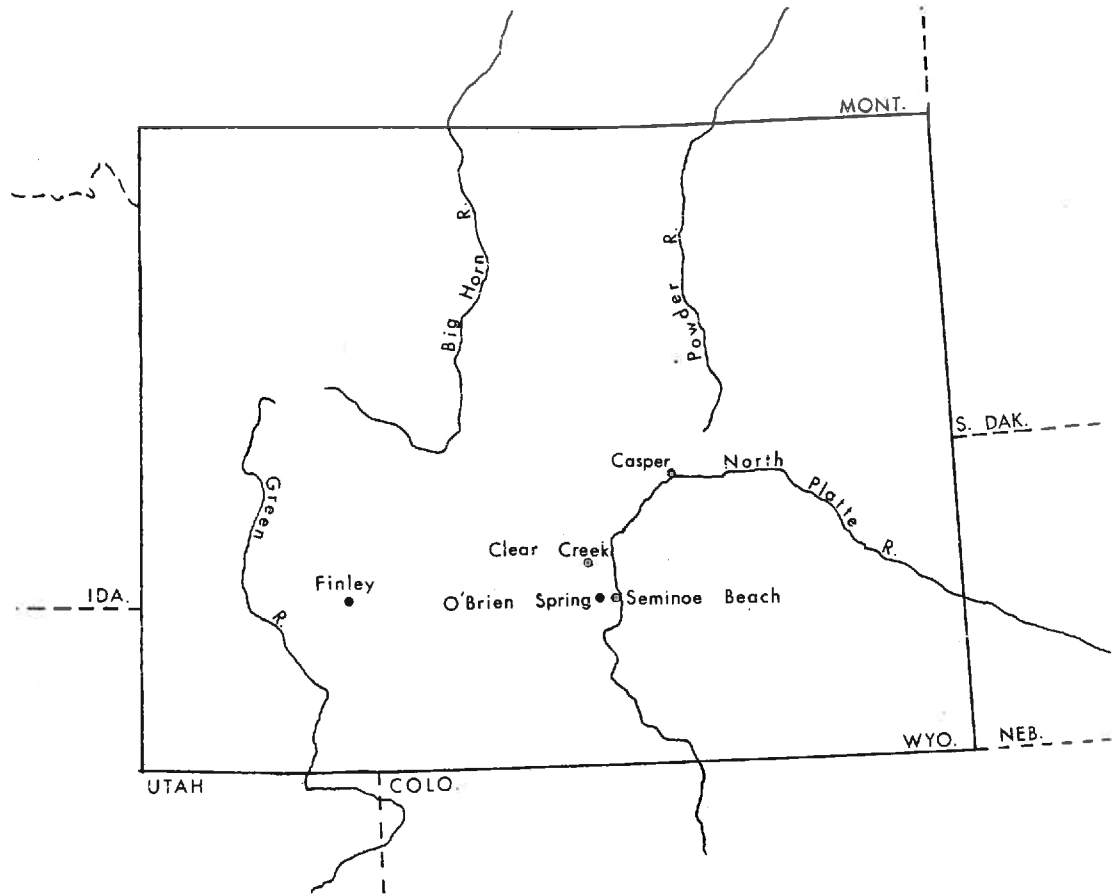 MONT.
Big Horn R.
Powder R.
S. DAK.
Casper
North Platte R.
Green R.
Clear Creek
Finley
IDA.
O'Brien Spring
Seminoe Beach
WYO.
NEB.
UTAH
COLO.